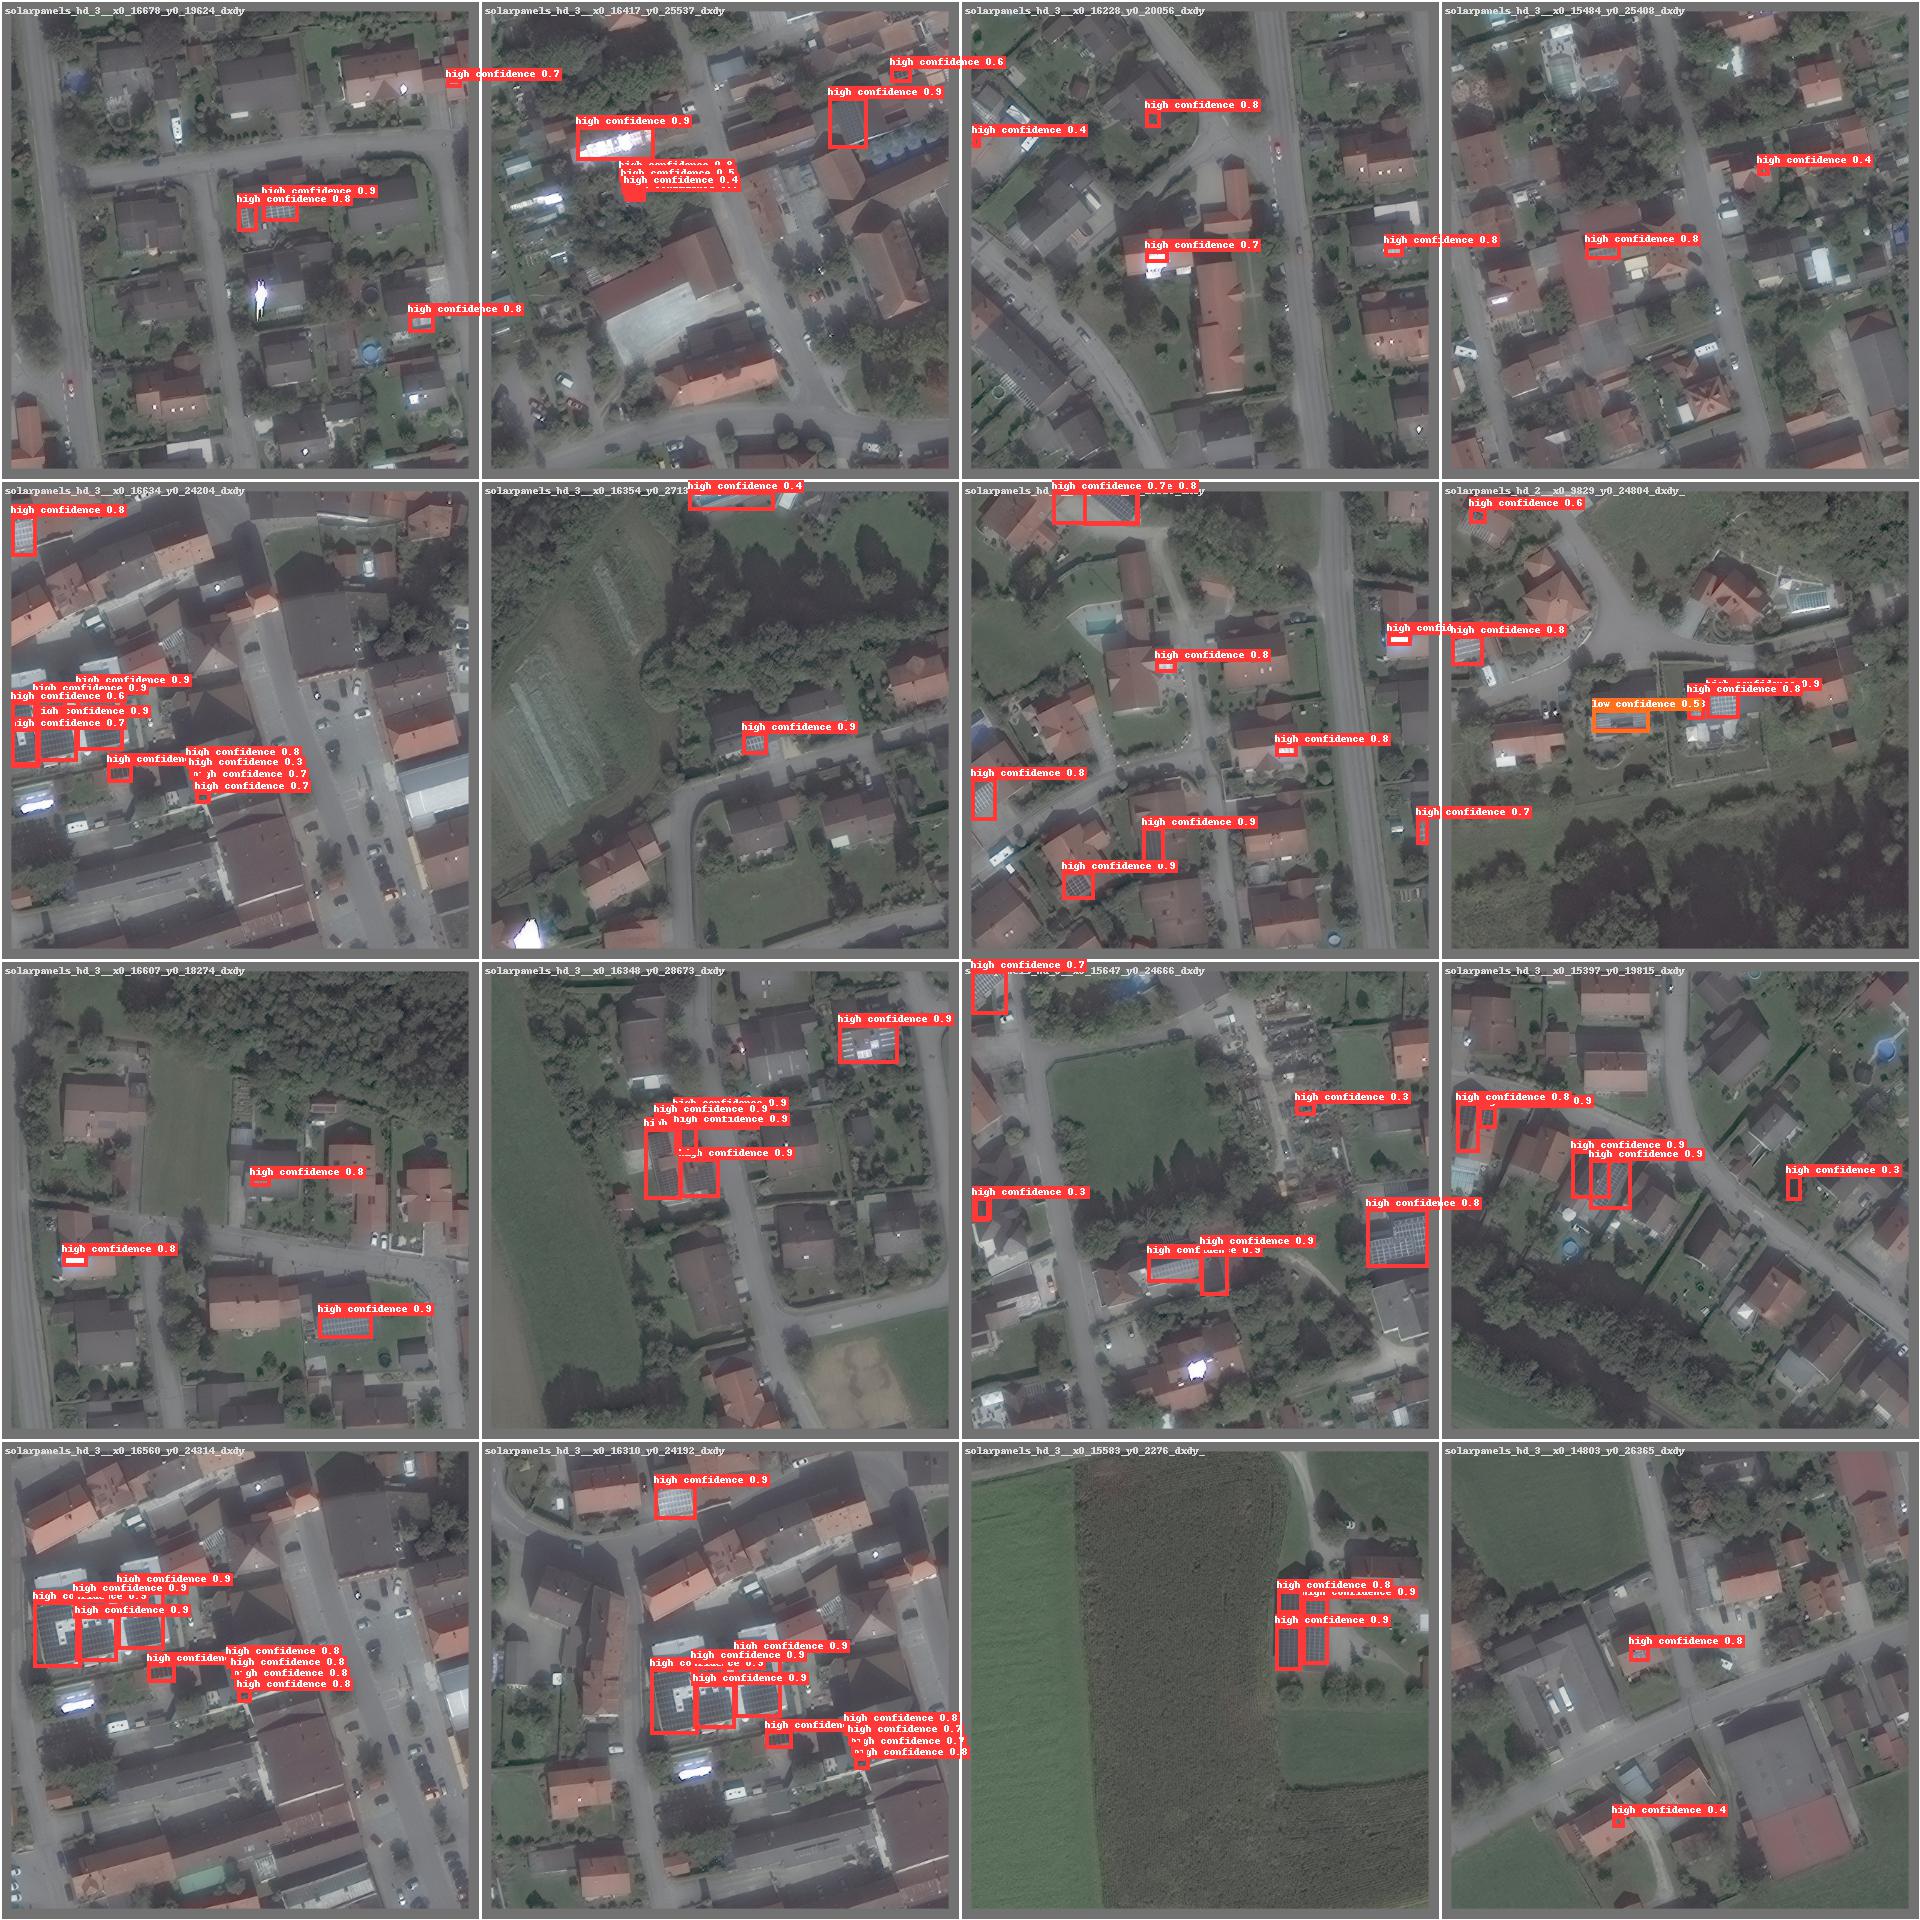 solarpanels_hd_3__x0_16678_y0_19624_dxdy
high confidence 0.7
high confidence 0.9
high confidence 0.8
high confidence 0.8
solarpanels_hd_3__x0_16417_y0_25537_dxdy
high confidence 0.6
high confidence 0.9
high confidence 0.9
high confidence 0.4
solarpanels_hd_3__x0_16228_y0_20056_dxdy
high confidence 0.8
high confidence 0.4
high confidence 0.7
high confidence 0.8
solarpanels_hd_3__x0_15484_y0_25408_dxdy
high confidence 0.4
high confidence 0.8
solarpanels_hd_3__x0_16634_y0_24204_dxdy
high confidence 0.8
high confidence 0.9
high confidence 0.6
high confidence 0.9
high confidence 0.7
high confidence 0.8
high confidence 0.3
high confidence 0.7
high confidence 0.7
solarpanels_hd_3__x0_16354_y0_2713
high confidence 0.4
high confidence 0.9
solarpanels_hd
high confidence 0.7
high confidence 0.8
high confidence 0.8
high confidence 0.8
high confidence 0.9
high confidence 0.9
high confidence 0.7
solarpanels_hd_2__x0_9829_y0_24804_dxdy_
high confidence 0.6
high confidence 0.8
high confidence 0.8
low confidence 0.5
solarpanels_hd_3__x0_16607_y0_18274_dxdy
high confidence 0.8
high confidence 0.8
high confidence 0.9
solarpanels_hd_3__x0_16348_y0_28673_dxdy
high confidence 0.9
high confidence 0.9
high confidence 0.9
high confidence 0.9
high confidence 0.7
15647_y0_24666_dxdy
high confidence 0.3
high confidence 0.3
high confidence 0.8
high confidence 0.9
solarpanels_hd_3__x0_15397_y0_19815_dxdy
high confidence 0.8
high confidence 0.9
high confidence 0.9
high confidence 0.3
solarpanels_hd_3__x0_16560_y0_24314_dxdy
high confidence 0.9
high confidence 0.9
high confidence 0.9
high confidence 0.8
high confidence 0.8
high confidence 0.8
high confidence 0.8
solarpanels_hd_3__x0_16310_y0_24192_dxdy
high confidence 0.9
high confidence 0.9
high confidence 0.9
high confidence 0.9
high confidence 0.8
high confidence 0.7
high confidence 0.8
solarpanels_hd_3__x0_15583_y0_2276_dxdy_
high confidence 0.8
high confidence 0.9
high confidence 0.9
solarpanels_hd_3__x0_14803_y0_26365_dxdy
high confidence 0.8
high confidence 0.4